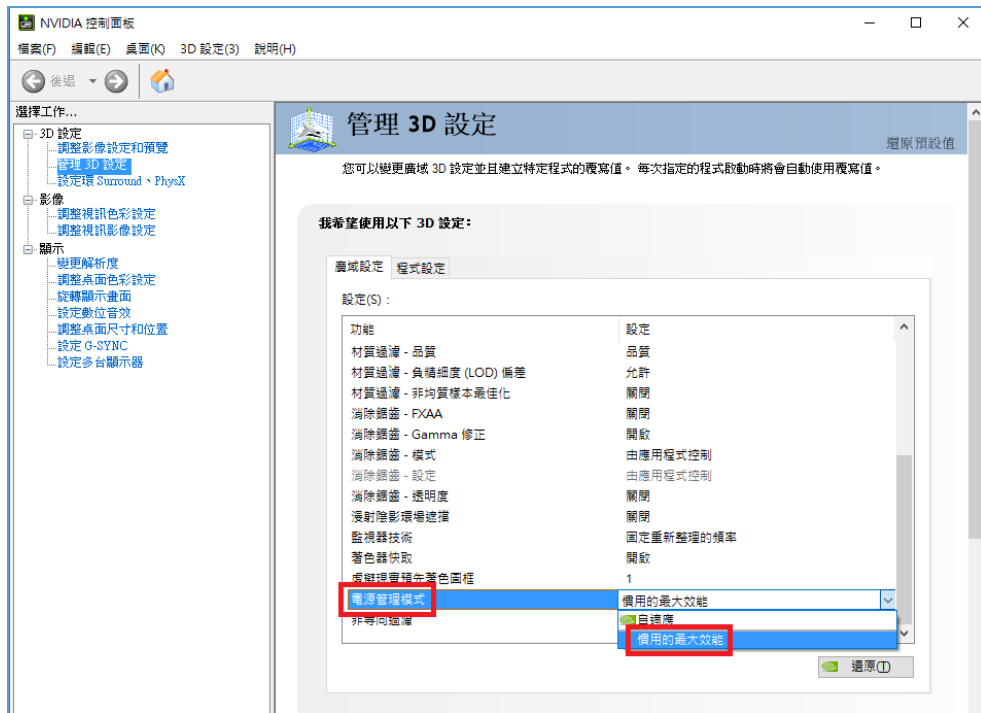 NVIDIA 控制面板
檔案(F) 編輯(E) 桌面(K) 3D 設定(3) 說明(H)
後退
選擇工作...
3D 設定
調整影像設定和預覽
管理 3D 設定
設定環 Surround、PhysX
影像
調整視訊色彩設定
調整視訊影像設定
顯示
變更解析度
調整桌面色彩設定
旋轉顯示畫面
設定數位音效
調整桌面尺寸和位置
設定 G-SYNC
設定多台顯示器
管理 3D 設定
還原預設值
您可以變更廣域 3D 設定並且建立特定程式的覆寫值。 每次指定的程式啟動時將會自動使用覆寫值。
我希望使用以下 3D 設定：
廣域設定 程式設定
設定(S)：
功能 設定
材質過濾 - 品質 品質
材質過濾 - 負精細度 (LOD) 偏差 允許
材質過濾 - 非均質樣本最佳化 關閉
消除鋸齒 - FXAA 關閉
消除鋸齒 - Gamma 修正 開啟
消除鋸齒 - 模式 由應用程式控制
消除鋸齒 - 設定 由應用程式控制
消除鋸齒 - 透明度 關閉
漫射陰影環場遮擋 關閉
監視器技術 固定重新整理的頻率
著色器快取 開啟
虛擬現實預先著色圖框 1
電源管理模式 慣用的最大效能
非等向過濾 自適應
慣用的最大效能
還原(T)